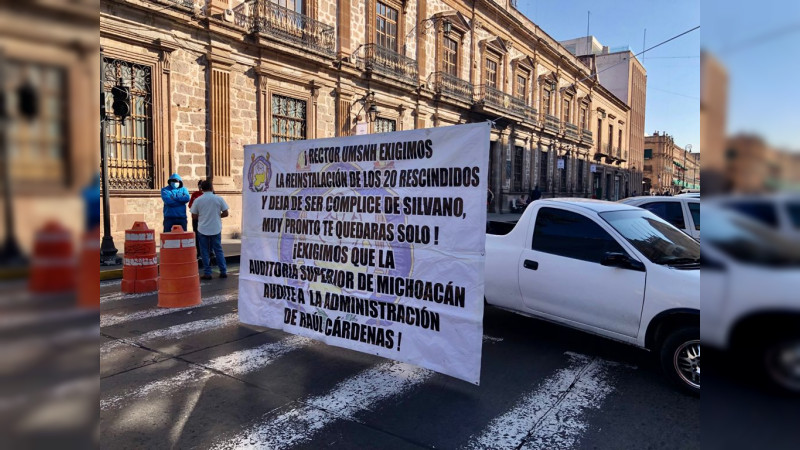 ¡ RECTOR UMSNH EXIGIMOS
LA REINSTALACIÓN DE LOS 20 RESCINDIDOS
Y DEJA DE SER COMPLICE DE SILVANO,
MUY PRONTO TE QUEDARAS SOLO !
¡EXIGIMOS QUE LA
AUDITORÍA SUPERIOR DE MICHOACÁN
AUDITE A LA ADMINISTRACIÓN
DE RAÚL CÁRDENAS !